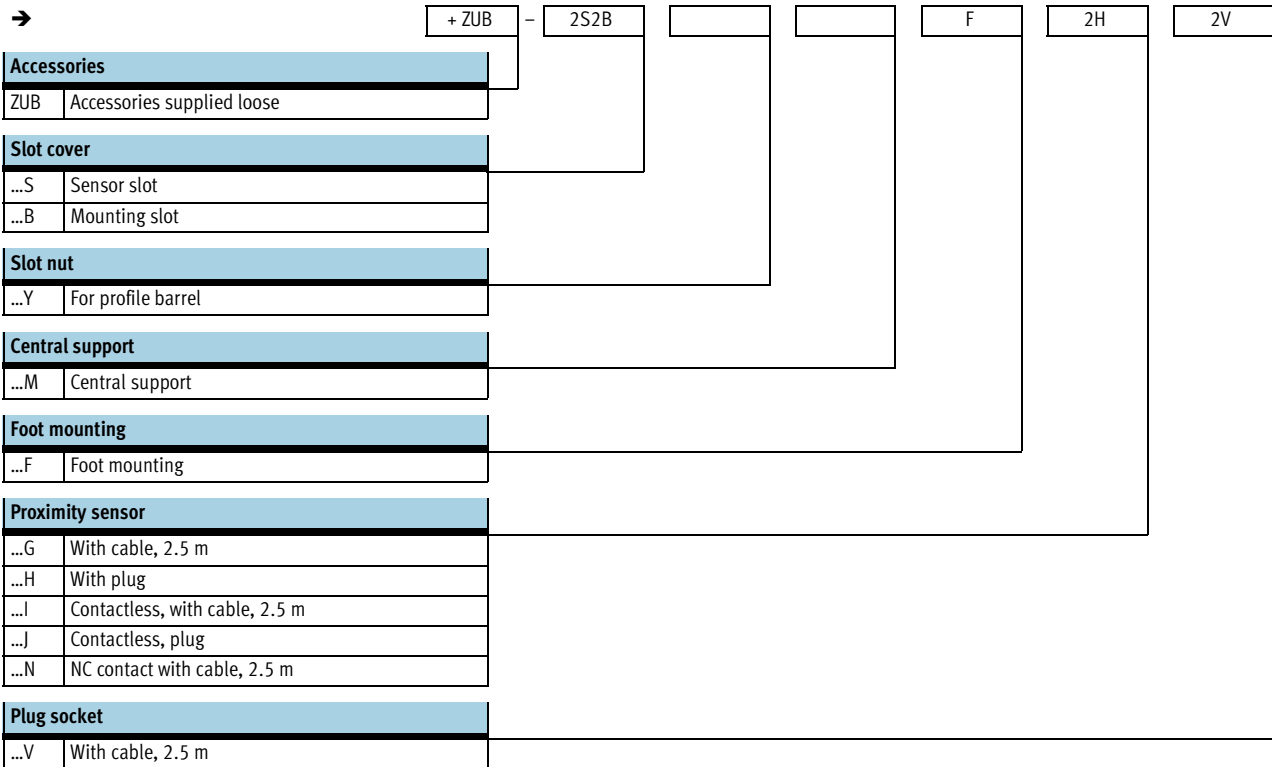 ➔ + ZUB – 2S2B F 2H 2V
Accessories
ZUB Accessories supplied loose
Slot cover
...S Sensor slot
...B Mounting slot
Slot nut
...Y For profile barrel
Central support
...M Central support
Foot mounting
...F Foot mounting
Proximity sensor
...G With cable, 2.5 m
...H With plug
...I Contactless, with cable, 2.5 m
...J Contactless, plug
...N NC contact with cable, 2.5 m
Plug socket
...V With cable, 2.5 m